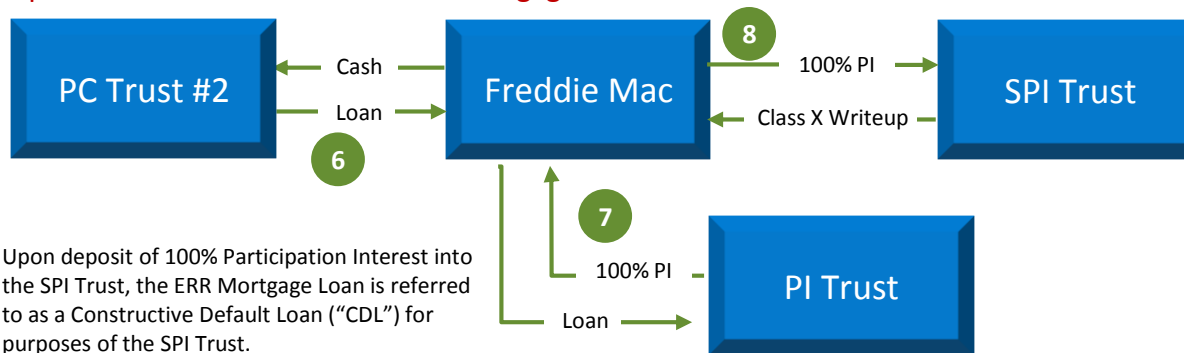 8
PC Trust #2
Cash
Loan
Freddie Mac
100% PI
Class X Writeup
SPI Trust
6
7
Upon deposit of 100% Participation Interest into
the SPI Trust, the ERR Mortgage Loan is referred
to as a Constructive Default Loan (“CDL”) for
purposes of the SPI Trust.
100% PI
Loan
PI Trust